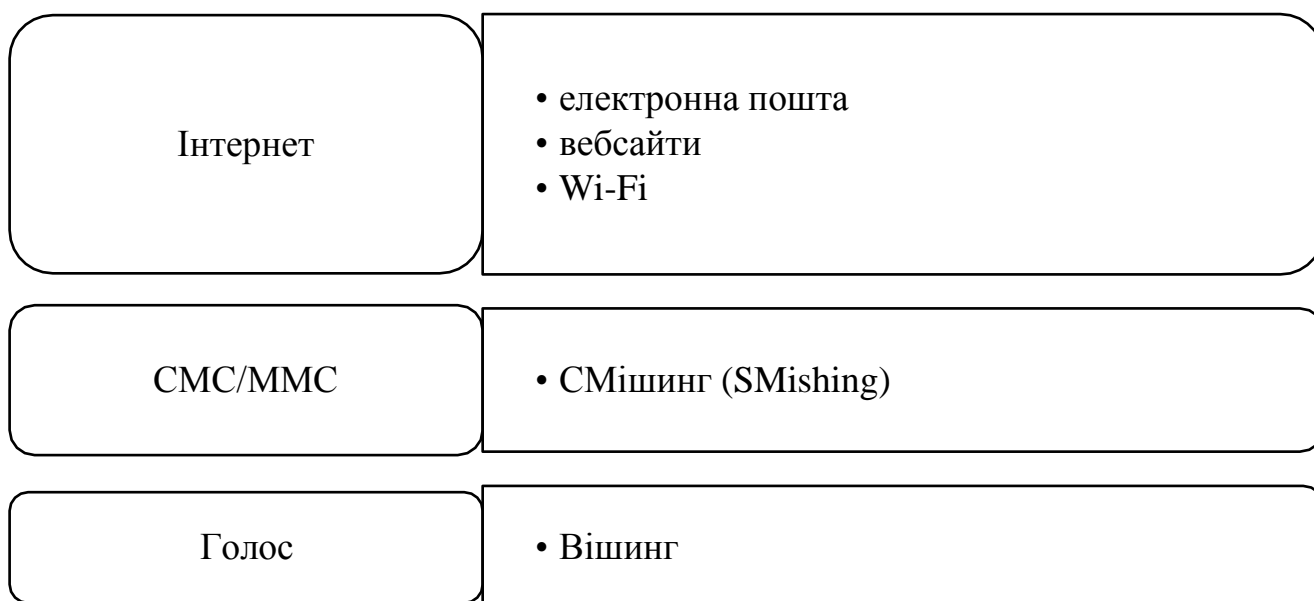 Інтернет
• електронна пошта
• вебсайти
• Wi-Fi
СМС/ММС
• СМішинг (SMishing)
Голос
• Вішинг